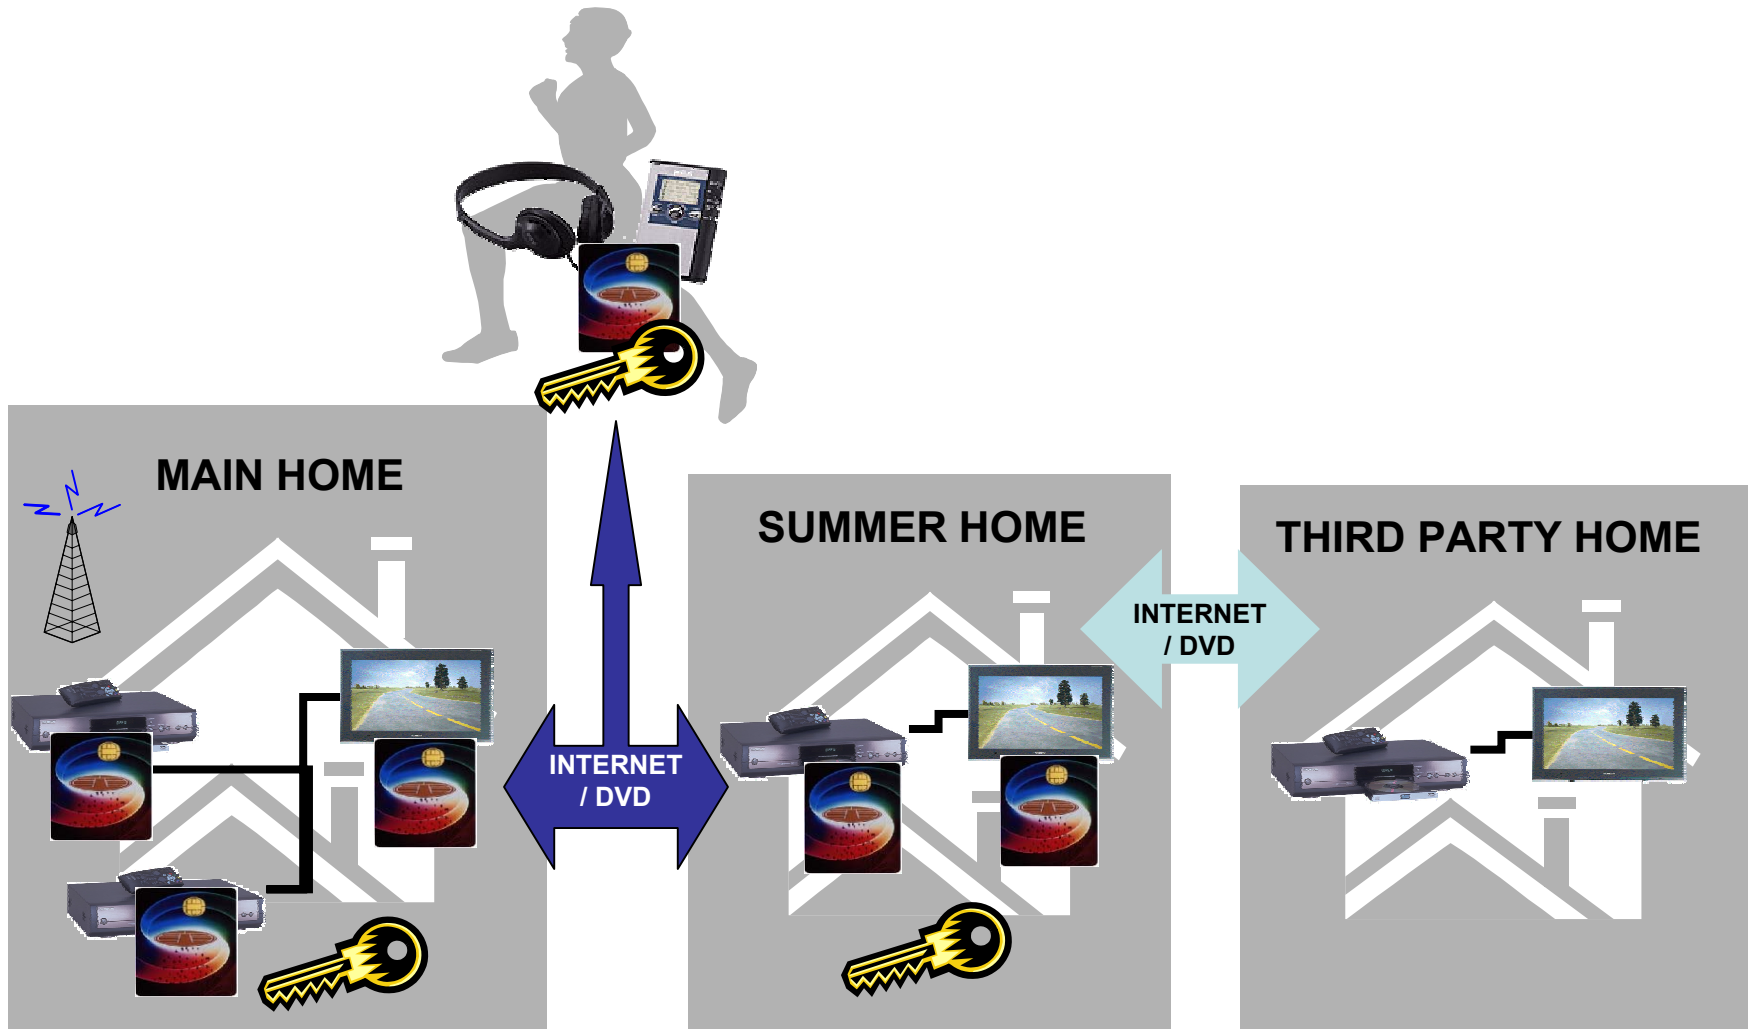 MAIN HOME
SUMMER HOME
THIRD PARTY HOME
INTERNET
/ DVD
INTERNET
/ DVD